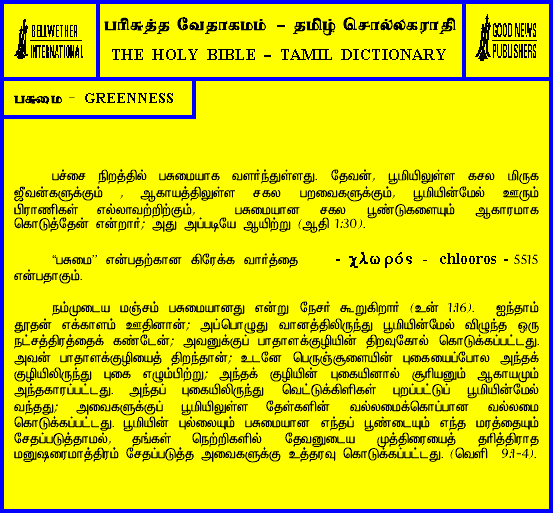 BELLWETHER
INTERNATIONAL
பரிசுத்த வேதாகமம் - தமிழ் சொல்லகராதி
THE HOLY BIBLE - TAMIL DICTIONARY
GOOD NEWS
PUBLISHERS
பசுமை - GREENNESS
பச்சை நிறத்தில் பசுமையாக வளர்ந்துள்ளது. தேவன், பூமியிலுள்ள கசல மிருக
ஜீவன்களுக்கும் , ஆகாயத்திலுள்ள சகல பறவைகளுக்கும், பூமியின்மேல் ஊரும்
பிராணிகள் எல்லாவற்றிற்கும், பசுமையான சகல பூண்டுகளையும் ஆகாரமாக
கொடுத்தேன் என்றார்; அது அப்படியே ஆயிற்று (ஆதி 1:30).
“பசுமை” என்பதற்கான கிரேக்க வார்த்தை - χλωρός - chlooros - 5515
என்பதாகும்.
நம்முடைய மஞ்சம் பசுமையானது என்று நேசர் கூறுகிறார் (உன் 1:16). ஐந்தாம்
தூதன் எக்காளம் ஊதினான்; அப்பொழுது வானத்திலிருந்து பூமியின்மேல் விழுந்த ஒரு
நட்சத்திரத்தைக் கண்டேன்; அவனுக்குப் பாதாளக்குழியின் திறவுகோல் கொடுக்கப்பட்டது.
அவன் பாதாளக்குழியைத் திறந்தான்; உடனே பெருஞ்சூளையின் புகையைப்போல அந்தக்
குழியிலிருந்து புகை எழும்பிற்று; அந்தக் குழியின் புகையினால் சூரியனும் ஆகாயமும்
அந்தகாரப்பட்டது. அந்தப் புகையிலிருந்து வெட்டுக்கிளிகள் புறப்பட்டுப் பூமியின்மேல்
வந்தது; அவைகளுக்குப் பூமியிலுள்ள தேள்களின் வல்லமைக்கொப்பான வல்லமை
கொடுக்கப்பட்டது. பூமியின் புல்லையும் பசுமையான எந்தப் பூண்டையும் எந்த மரத்தையும்
சேதப்படுத்தாமல், தங்கள் நெற்றிகளில் தேவனுடைய முத்திரையைத் தரித்திராத
மனுஷரைமாத்திரம் சேதப்படுத்த அவைகளுக்கு உத்தரவு கொடுக்கப்பட்டது. (வெளி 9:1-4).